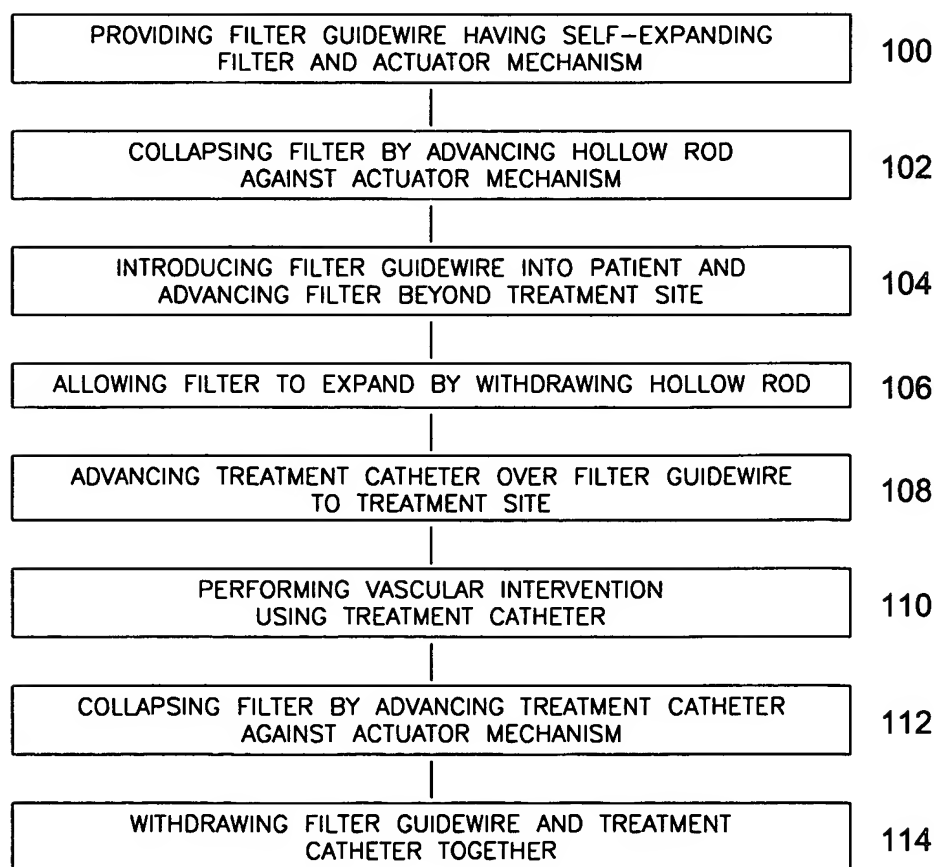 PROVIDING FILTER GUIDEWIRE HAVING SELF-EXPANDING
FILTER AND ACTUATOR MECHANISM
100
COLLAPSING FILTER BY ADVANCING HOLLOW ROD
AGAINST ACTUATOR MECHANISM
102
INTRODUCING FILTER GUIDEWIRE INTO PATIENT AND
ADVANCING FILTER BEYOND TREATMENT SITE
104
ALLOWING FILTER TO EXPAND BY WITHDRAWING HOLLOW ROD
106
ADVANCING TREATMENT CATHETER OVER FILTER GUIDEWIRE
TO TREATMENT SITE
108
PERFORMING VASCULAR INTERVENTION
USING TREATMENT CATHETER
110
COLLAPSING FILTER BY ADVANCING TREATMENT CATHETER
AGAINST ACTUATOR MECHANISM
112
WITHDRAWING FILTER GUIDEWIRE AND TREATMENT
CATHETER TOGETHER
114